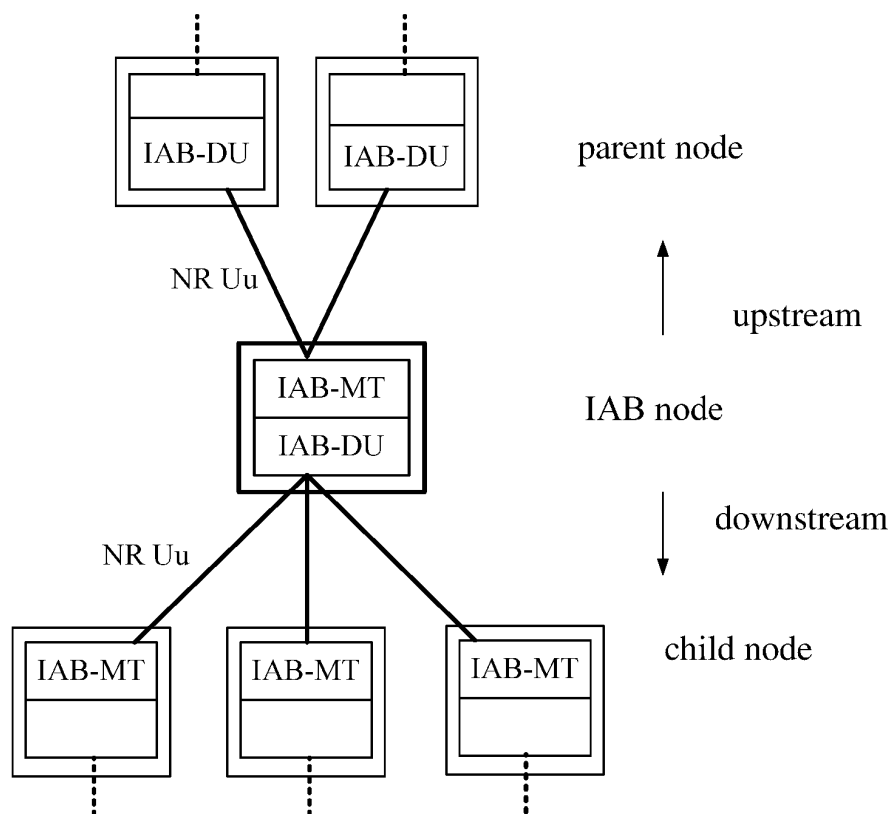 IAB-DU
IAB-DU
parent node
NR Uu
upstream
IAB-MT
IAB node
IAB-DU
downstream
NR Uu
child node
IAB-MT
IAB-MT
IAB-MT